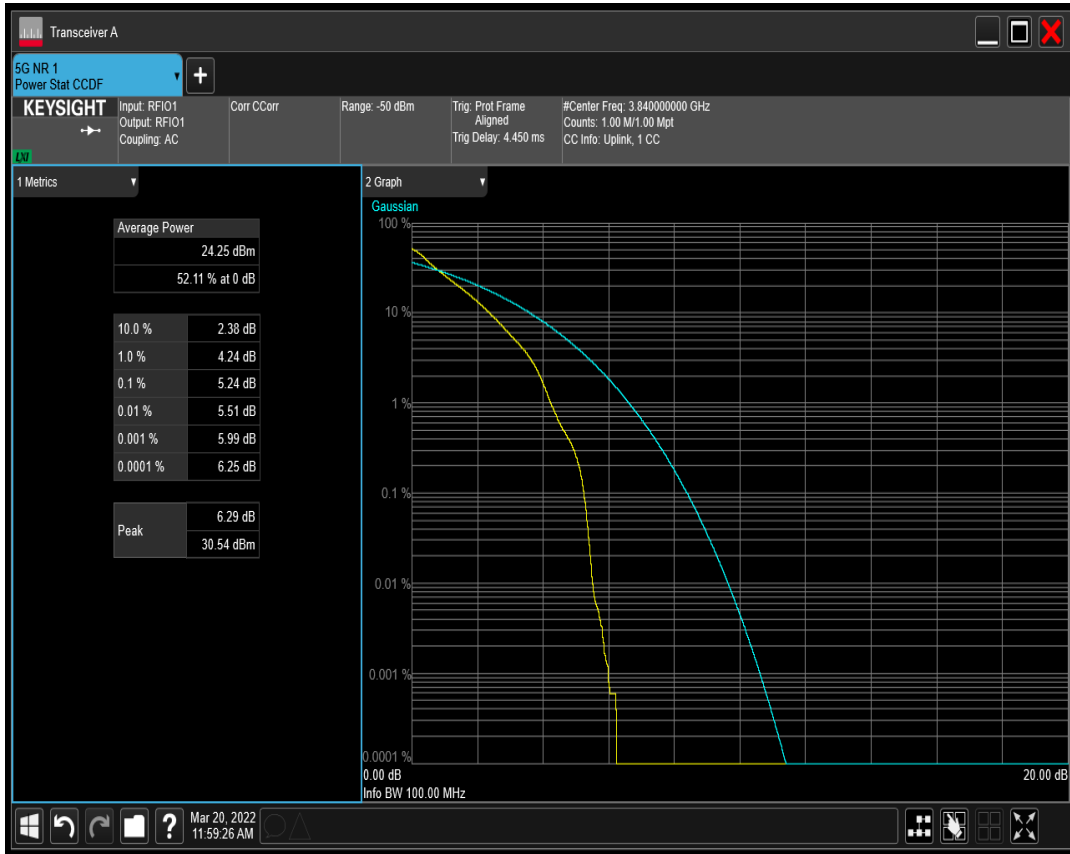 Transceiver A
5G NR 1
Power Stat CCDF
+
KEYSIGHT
LXI
Input: RFIO1
Output: RFIO1
Coupling: AC
Corr CCorr
Range: -50 dBm
Trig: Prot Frame
Aligned
Trig Delay: 4.450 ms
#Center Freq: 3.840000000 GHz
Counts: 1.00 M/1.00 Mpt
CC Info: Uplink, 1 CC
1 Metrics
Average Power
24.25 dBm
52.11 % at 0 dB
10.0 % 2.38 dB
1.0 % 4.24 dB
0.1 % 5.24 dB
0.01 % 5.51 dB
0.001 % 5.99 dB
0.0001 % 6.25 dB
Peak
6.29 dB
30.54 dBm
2 Graph
Gaussian
100 %
10 %
1 %
0.1 %
0.01 %
0.001 %
0.0001 %
0.00 dB 20.00 dB
Info BW 100.00 MHz
?
Mar 20, 2022
11:59:26 AM